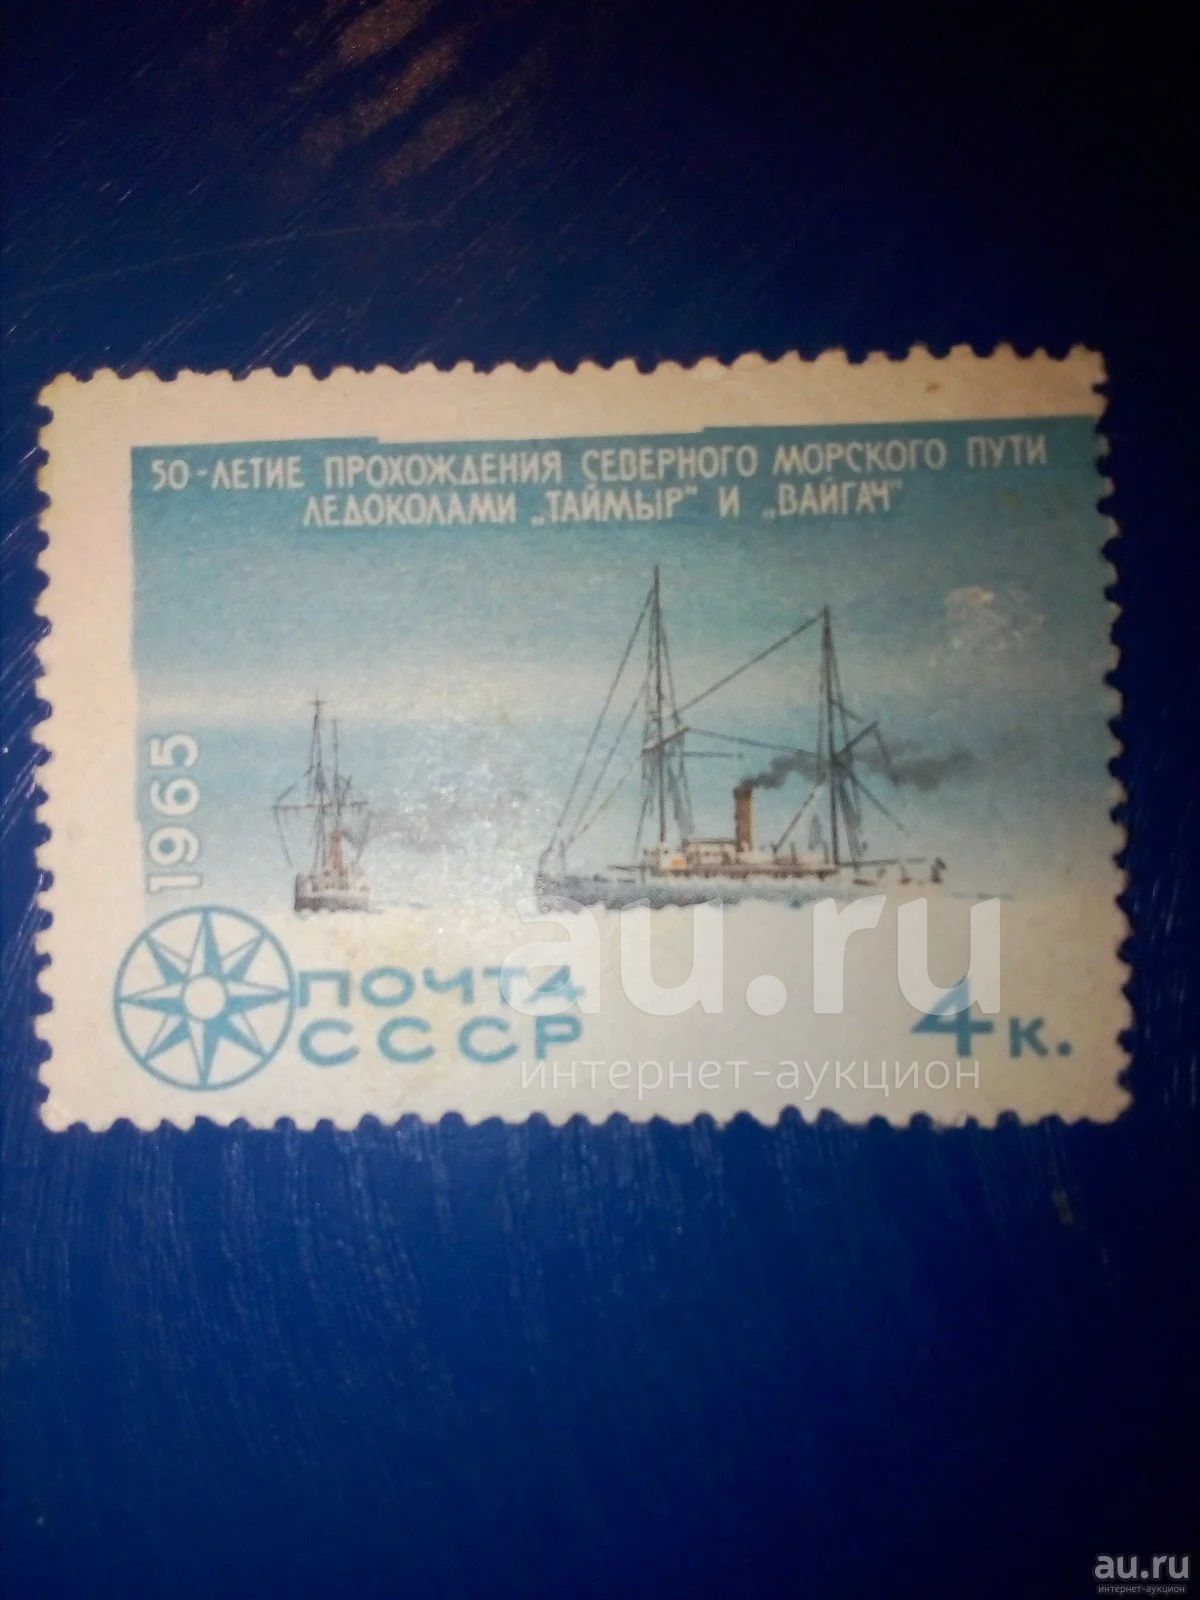 50-ЛЕТИЕ ПРОХОЖДЕНИЯ СЕВЕРНОГО МОРСКОГО ПУТИ
ЛЕДОКОЛАМИ „ТАЙМЫР" И „ВАЙГАЧ"
1965
ПОЧТА
СССР
4 к.
au.ru
интернет-аукцион
au.ru
интернет-аукцион